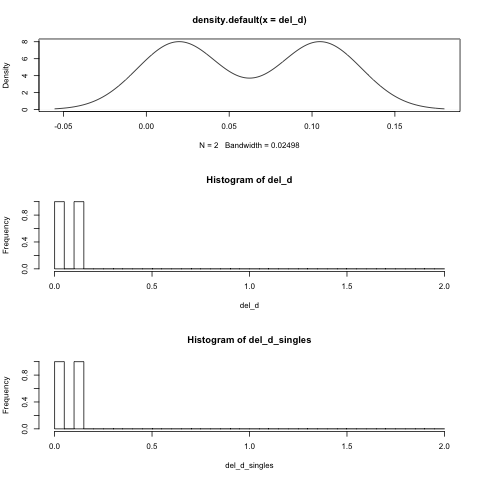 density.default(x = del_d)
Density
0 2 4 6 8
-0.05 0.00 0.05 0.10 0.15
N = 2 Bandwidth = 0.02498
Histogram of del_d
Frequency
0.0 0.4 0.8
0.0 0.5 1.0 1.5 2.0
del_d
Histogram of del_d_singles
Frequency
0.0 0.4 0.8
0.0 0.5 1.0 1.5 2.0
del_d_singles